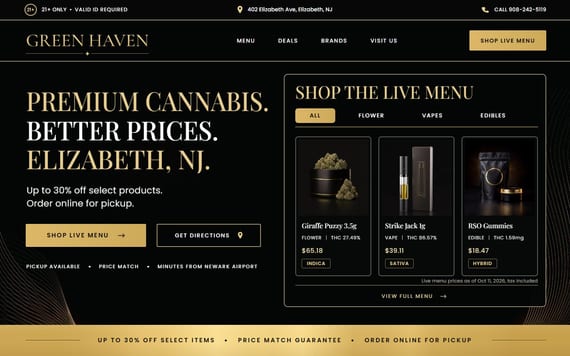 21+ 21+ ONLY • VALID ID REQUIRED
402 Elizabeth Ave, Elizabeth, NJ
CALL 908-242-5119
GREEN HAVEN
MENU DEALS BRANDS VISIT US
SHOP LIVE MENU
PREMIUM CANNABIS.
BETTER PRICES.
ELIZABETH, NJ.
Up to 30% off select products.
Order online for pickup.
SHOP LIVE MENU →
GET DIRECTIONS
PICKUP AVAILABLE • PRICE MATCH • MINUTES FROM NEWARK AIRPORT
SHOP THE LIVE MENU
ALL FLOWER VAPES EDIBLES
Giraffe Puzzy 3.5g
FLOWER | THC 27.49%
$65.18
INDICA
Strike Jack 1g
VAPE | THC 86.57%
$39.11
SATIVA
RSO Gummies
EDIBLE | THC 1.59mg
$18.47
HYBRID
Live menu prices as of Oct 11, 2026, tax included
VIEW FULL MENU →
UP TO 30% OFF SELECT ITEMS • PRICE MATCH GUARANTEE • ORDER ONLINE FOR PICKUP